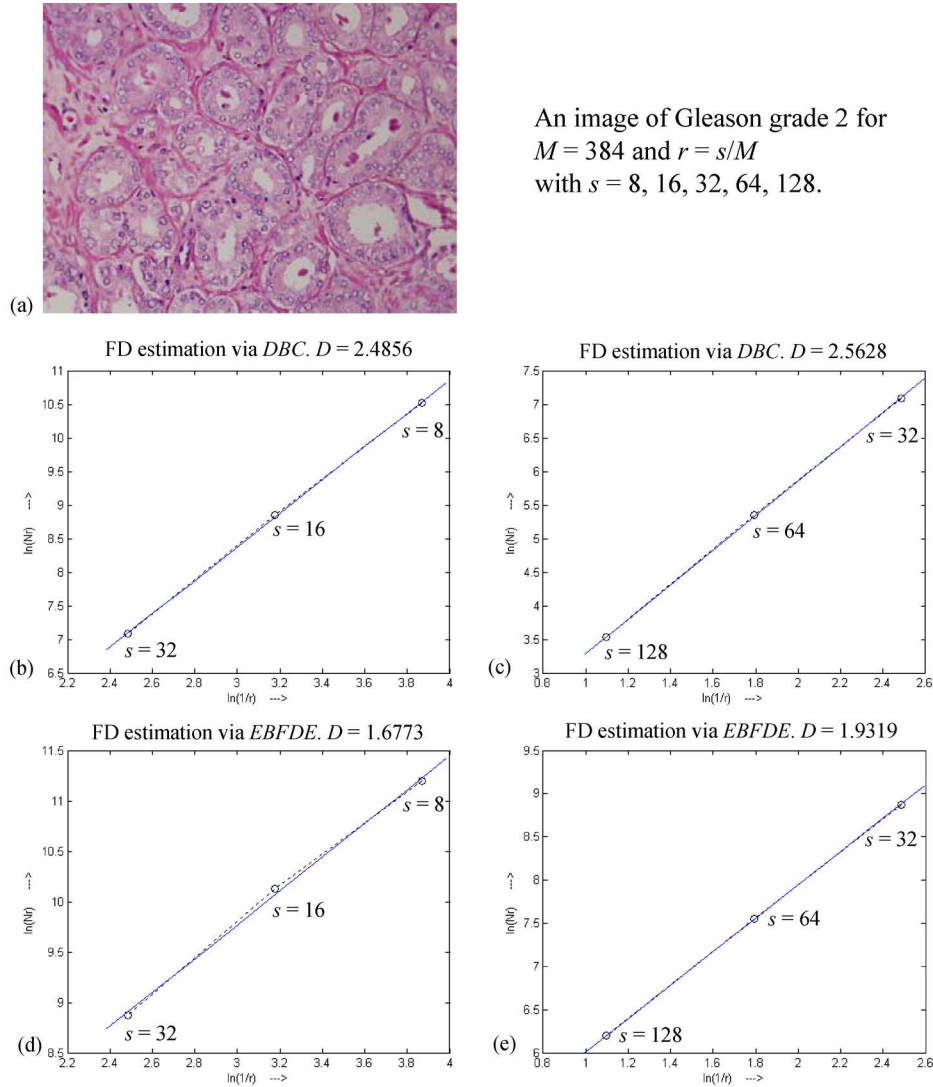 An image of Gleason grade 2 for
M = 384 and r = s/M
with s = 8, 16, 32, 64, 128.
(a)
FD estimation via DBC. D = 2.4856
11
10.5
10
9.5
9
8.5
8
7.5
7
6.5
ln(Nr) --->
s = 8
s = 16
s = 32
2.2 2.4 2.6 2.8 3 3.2 3.4 3.6 3.8 4
ln(1/r) --->
(b)
FD estimation via DBC. D = 2.5628
7.5
7
6.5
6
5.5
5
4.5
4
3.5
3
ln(Nr) --->
s = 32
s = 64
s = 128
0.8 1 1.2 1.4 1.6 1.8 2 2.2 2.4 2.6
ln(1/r) --->
(c)
FD estimation via EBFDE. D = 1.6773
11.5
11
10.5
10
9.5
9
8.5
ln(Nr) --->
s = 8
s = 16
s = 32
2.2 2.4 2.6 2.8 3 3.2 3.4 3.6 3.8 4
ln(1/r) --->
(d)
FD estimation via EBFDE. D = 1.9319
9.5
9
8.5
8
7.5
7
6.5
6
ln(Nr) --->
s = 32
s = 64
s = 128
0.8 1 1.2 1.4 1.6 1.8 2 2.2 2.4 2.6
ln(1/r) --->
(e)